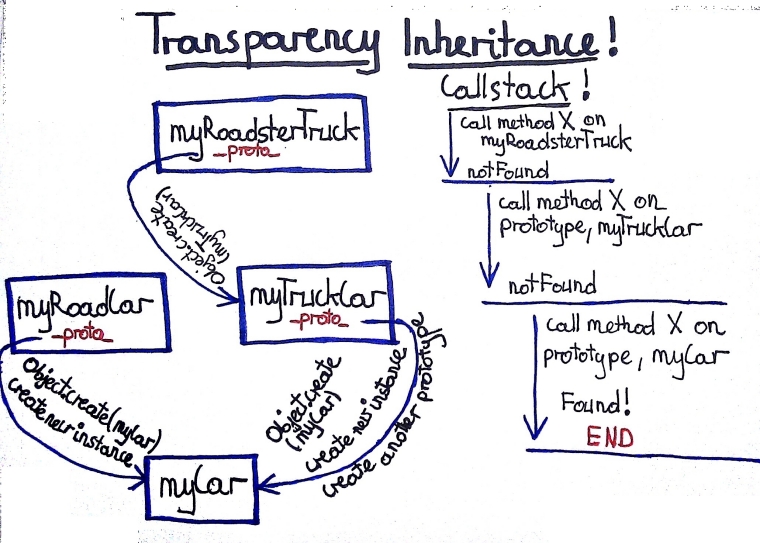 Transparency Inheritance!
myRoadsterTruck
_proto_
Object.create
(myTruckCar)
myRoadCar
_proto_
myTruckCar
_proto_
Object.create(myCar)
create new instance
Object.create
(myCar)
create new instance
create another prototype
myCar
Callstack!
call method X on
myRoadsterTruck
notFound
call method X on
prototype, myTruckCar
notFound
call method X on
prototype, myCar
Found!
END